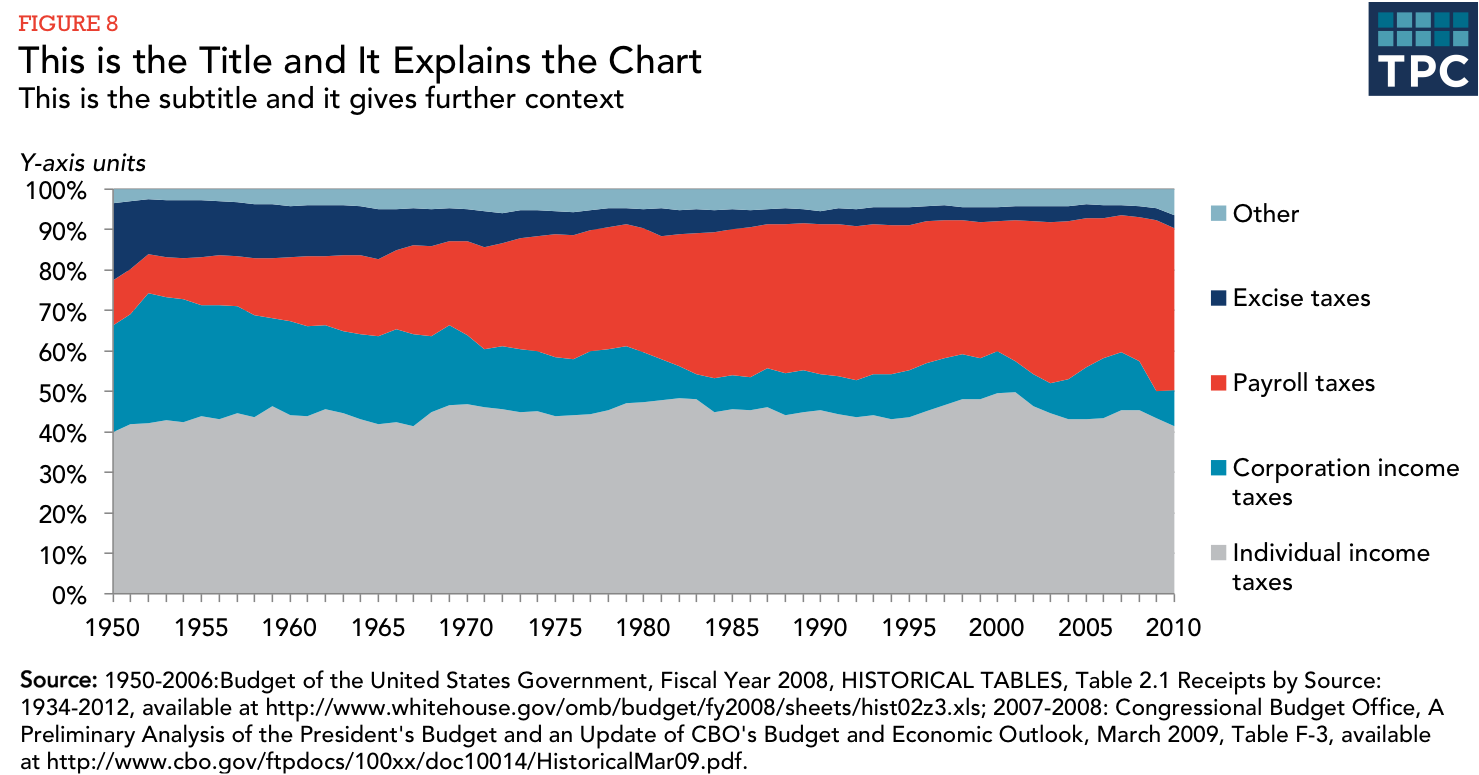 FIGURE 8
This is the Title and It Explains the Chart
This is the subtitle and it gives further context
TPC
Y-axis units
100%
90%
80%
70%
60%
50%
40%
30%
20%
10%
0%
1950 1955 1960 1965 1970 1975 1980 1985 1990 1995 2000 2005 2010
Other
Excise taxes
Payroll taxes
Corporation income
taxes
Individual income
taxes
Source: 1950-2006:Budget of the United States Government, Fiscal Year 2008, HISTORICAL TABLES, Table 2.1 Receipts by Source:
1934-2012, available at http://www.whitehouse.gov/omb/budget/fy2008/sheets/hist02z3.xls; 2007-2008: Congressional Budget Office, A
Preliminary Analysis of the President's Budget and an Update of CBO's Budget and Economic Outlook, March 2009, Table F-3, available
at http://www.cbo.gov/ftpdocs/100xx/doc10014/HistoricalMar09.pdf.